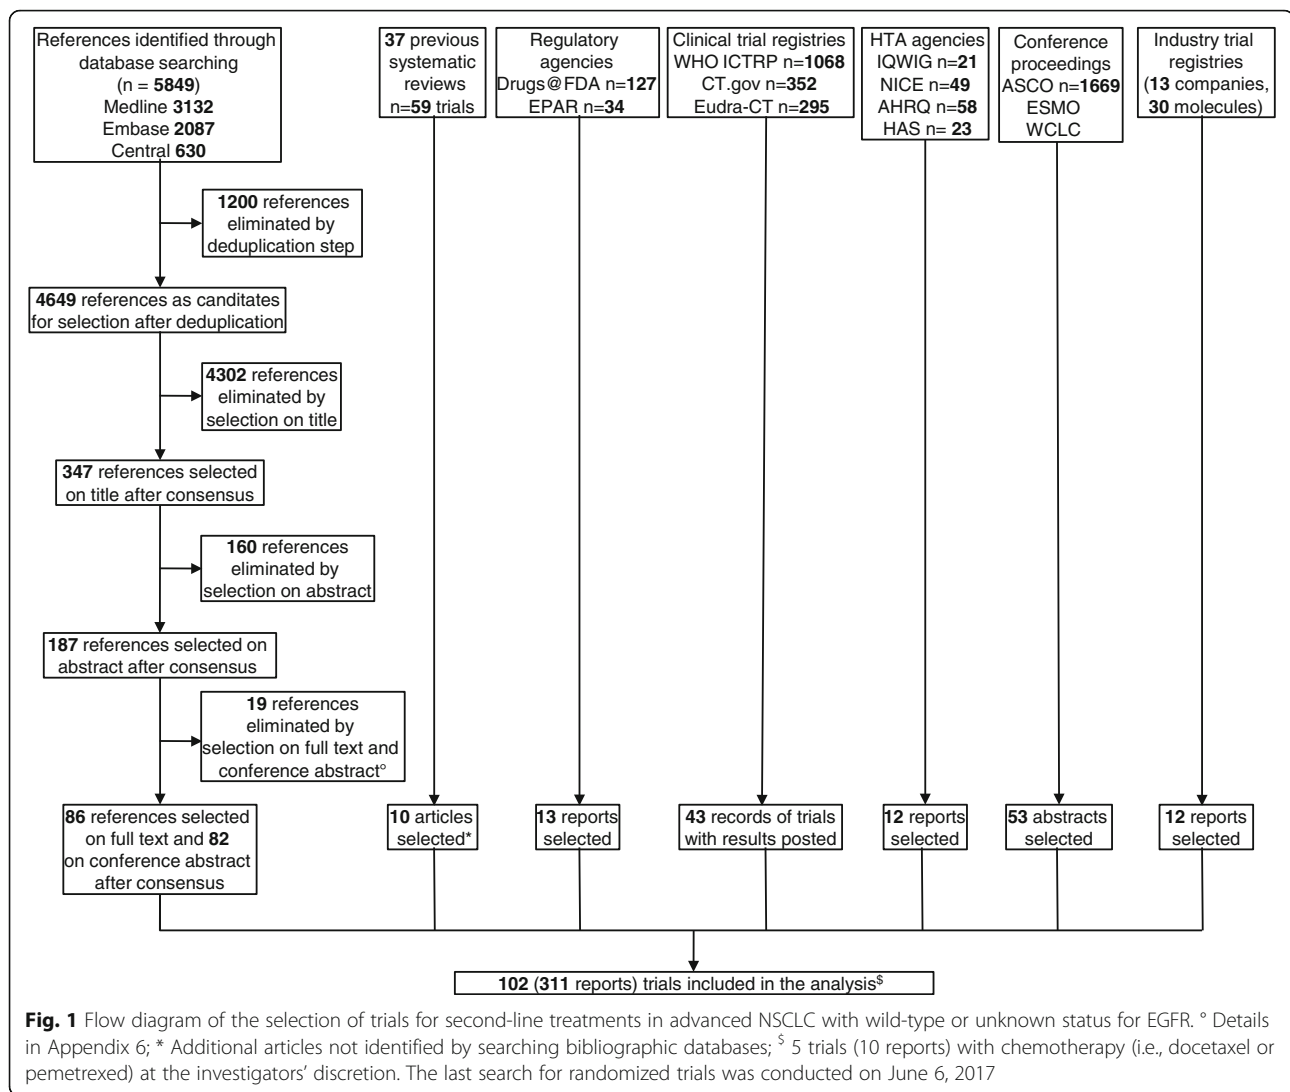 References identified through
database searching
(n = 5849)
Medline 3132
Embase 2087
Central 630
37 previous
systematic
reviews
n=59 trials
Regulatory
agencies
Drugs@FDA n=127
EPAR n=34
Clinical trial registries
WHO ICTRP n=1068
CT.gov n=352
Eudra-CT n=295
HTA agencies
IQWIG n=21
NICE n=49
AHRQ n=58
HAS n= 23
Conference
proceedings
ASCO n=1669
ESMO
WCLC
Industry trial
registries
(13 companies,
30 molecules)
1200 references
eliminated by
deduplication step
4649 references as canditates
for selection after deduplication
4302 references
eliminated by
selection on title
347 references selected
on title after consensus
160 references
eliminated by
selection on abstract
187 references selected on
abstract after consensus
19 references
eliminated by
selection on full text and
conference abstract°
86 references selected
on full text and 82
on conference abstract
after consensus
10 articles
selected*
13 reports
selected
43 records of trials
with results posted
12 reports
selected
53 abstracts
selected
12 reports
selected
102 (311 reports) trials included in the analysis$
Fig. 1 Flow diagram of the selection of trials for second-line treatments in advanced NSCLC with wild-type or unknown status for EGFR. ° Details
in Appendix 6; * Additional articles not identified by searching bibliographic databases; $ 5 trials (10 reports) with chemotherapy (i.e., docetaxel or
pemetrexed) at the investigators' discretion. The last search for randomized trials was conducted on June 6, 2017